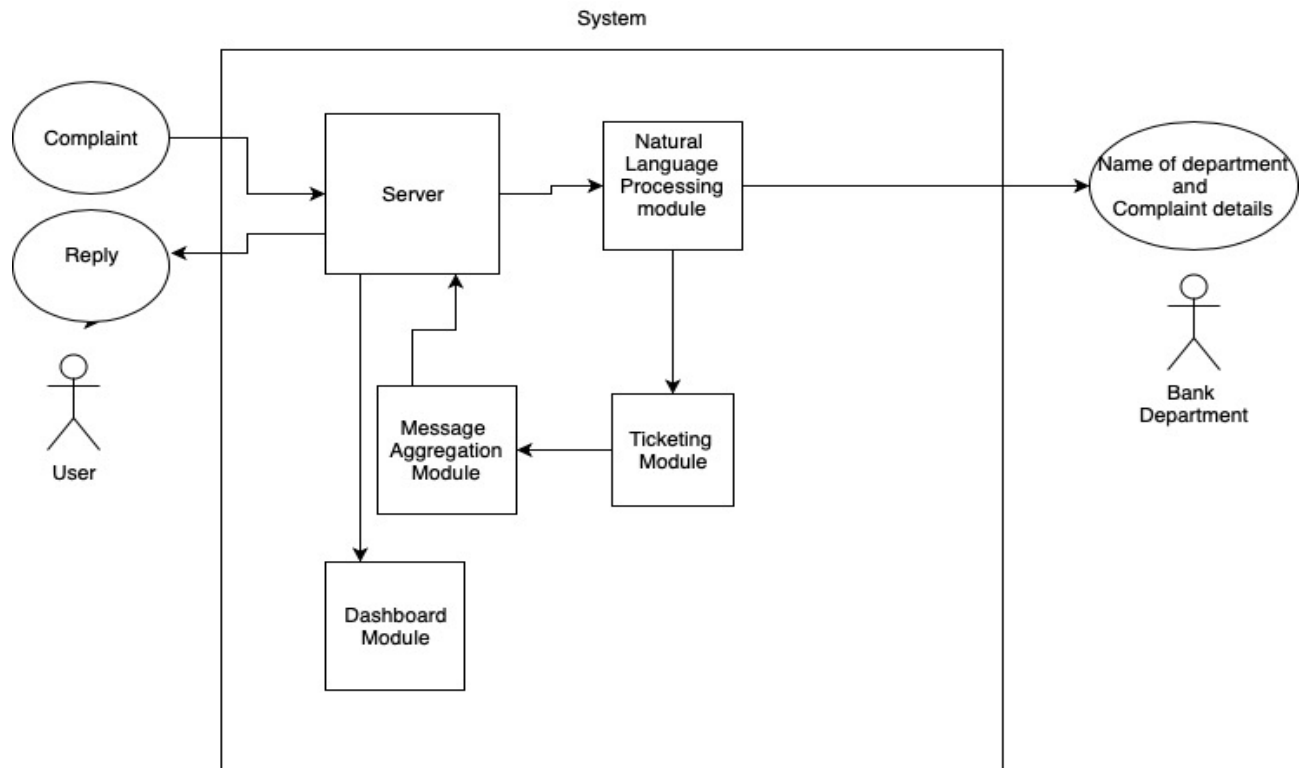 System
Complaint
Server
Natural
Language
Processing
module
Name of department
and
Complaint details
Reply
Message
Aggregation
Module
Ticketing
Module
User
Bank
Department
Dashboard
Module